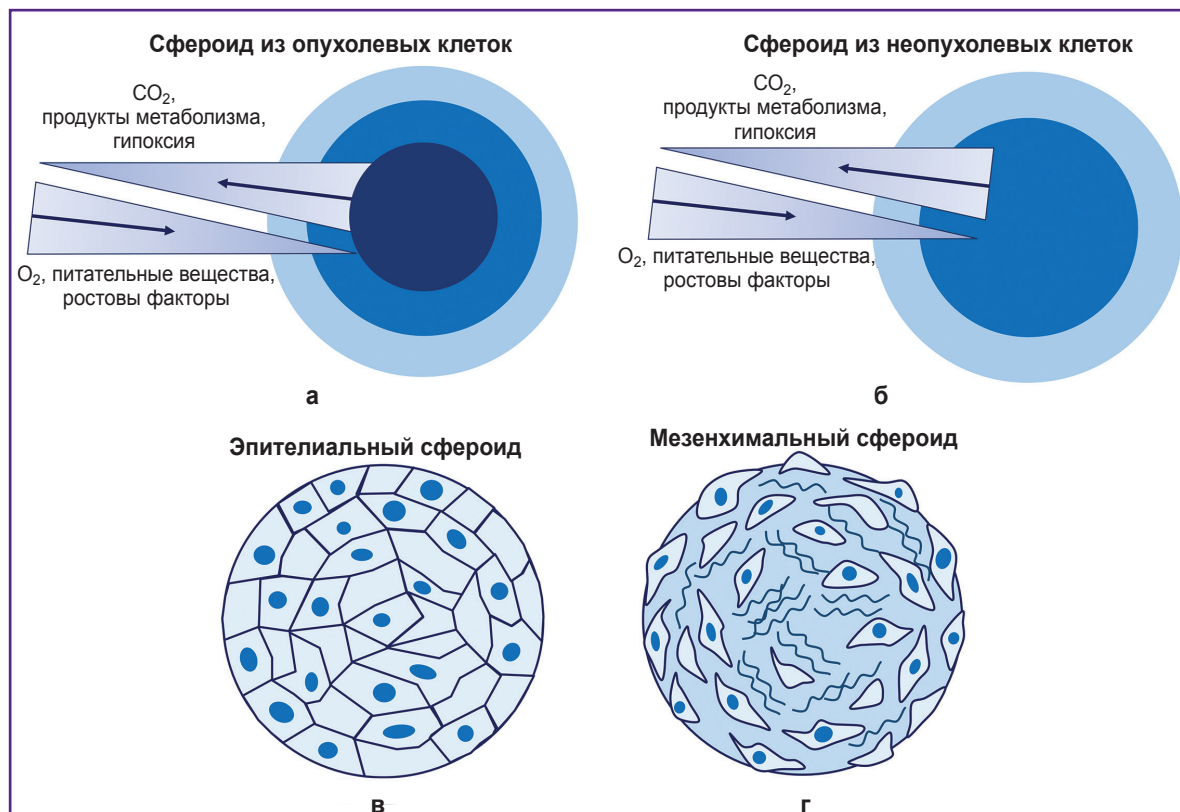 Сфероид из опухолевых клеток
CO₂,
продукты метаболизма,
гипоксия
O₂, питательные вещества,
ростовы факторы
а
Сфероид из неопухолевых клеток
CO₂,
продукты метаболизма,
гипоксия
O₂, питательные вещества,
ростовы факторы
б
Эпителиальный сфероид
в
Мезенхимальный сфероид
г